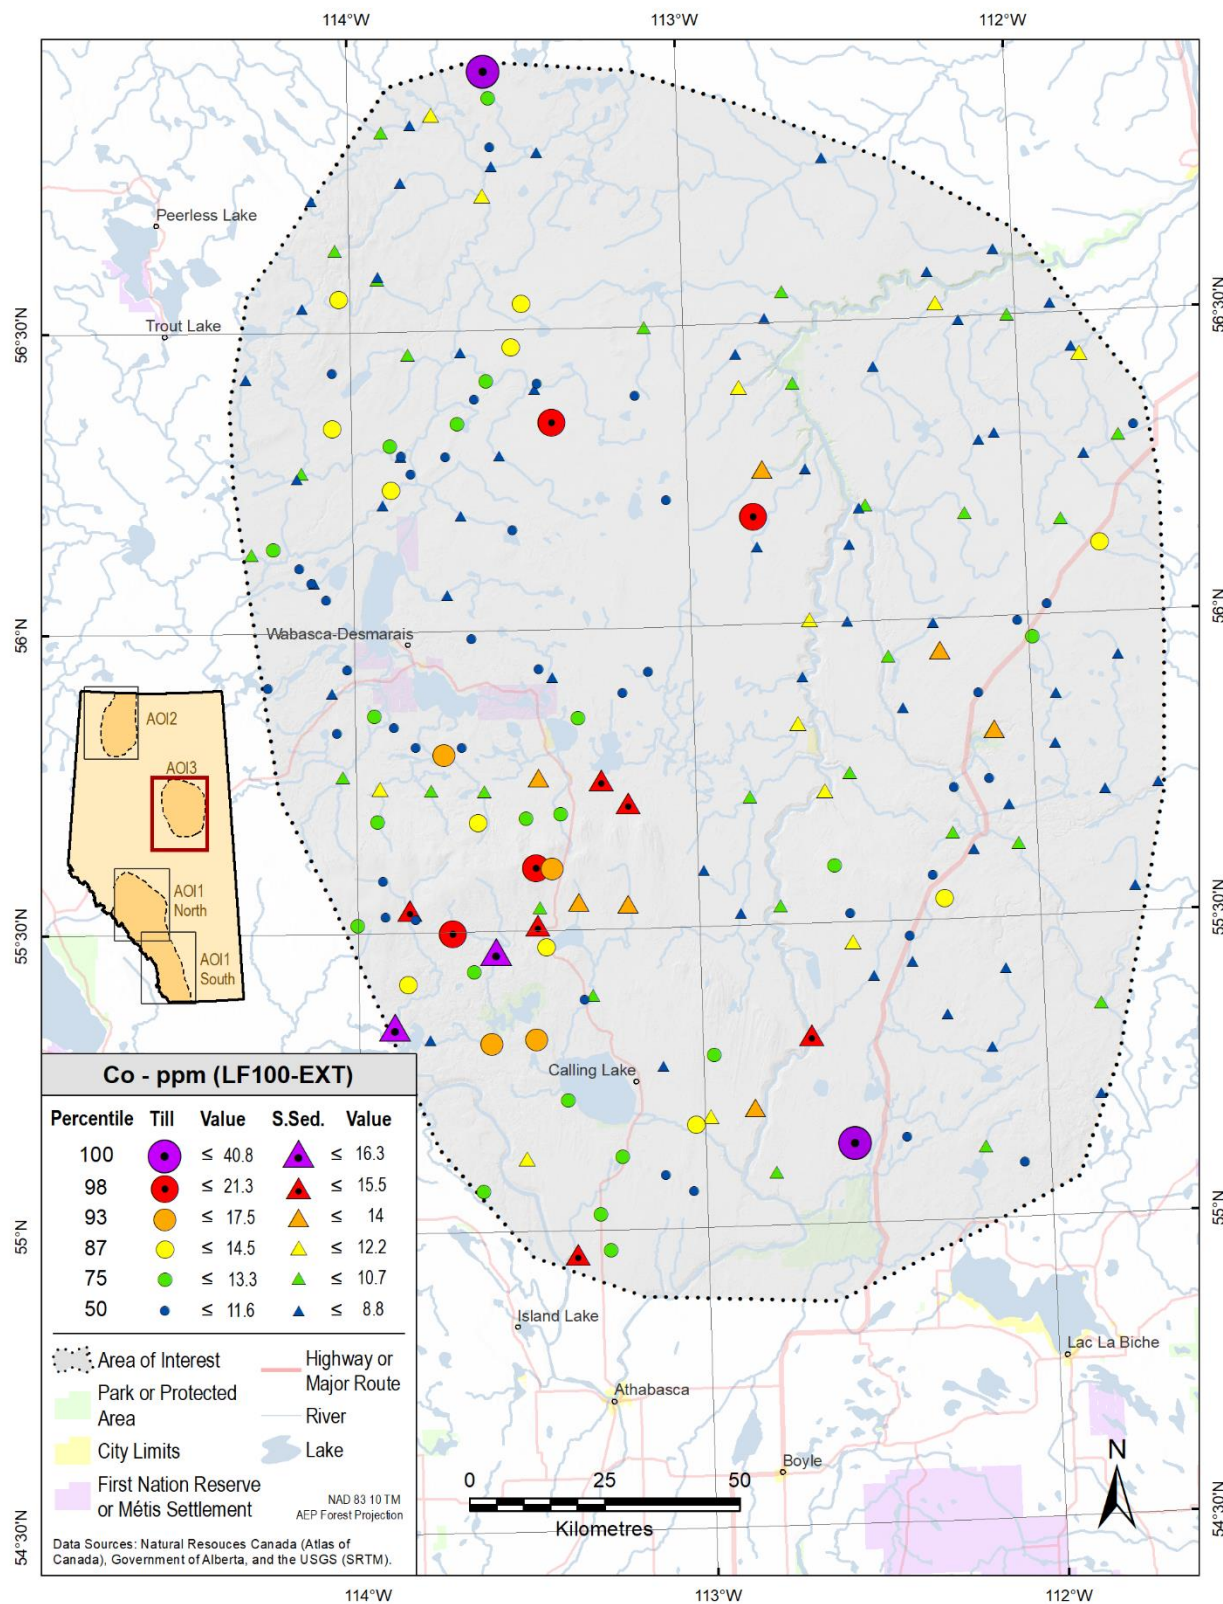 114°W 113°W 112°W
Peerless Lake
Trout Lake
56°30'N 56°30'N
Wabasca-Desmarais
56°N 56°N
AOI2
AOI3
AOI1
North
AOI1
South
55°30'N 55°30'N
Calling Lake
Co - ppm (LF100-EXT)
Percentile Till Value S.Sed. Value
100 ≤ 40.8 ≤ 16.3
98 ≤ 21.3 ≤ 15.5
93 ≤ 17.5 ≤ 14
87 ≤ 14.5 ≤ 12.2
75 ≤ 13.3 ≤ 10.7
50 ≤ 11.6 ≤ 8.8
55°N 55°N
Island Lake
Lac La Biche
Athabasca
Boyle
Area of Interest
Park or Protected
Area
City Limits
First Nation Reserve
or Métis Settlement
Highway or
Major Route
River
Lake
NAD 83 10 TM
AEP Forest Projection
Data Sources: Natural Resouces Canada (Atlas of
Canada), Government of Alberta, and the USGS (SRTM).
0 25 50
Kilometres
N
54°30'N 54°30'N
114°W 113°W 112°W